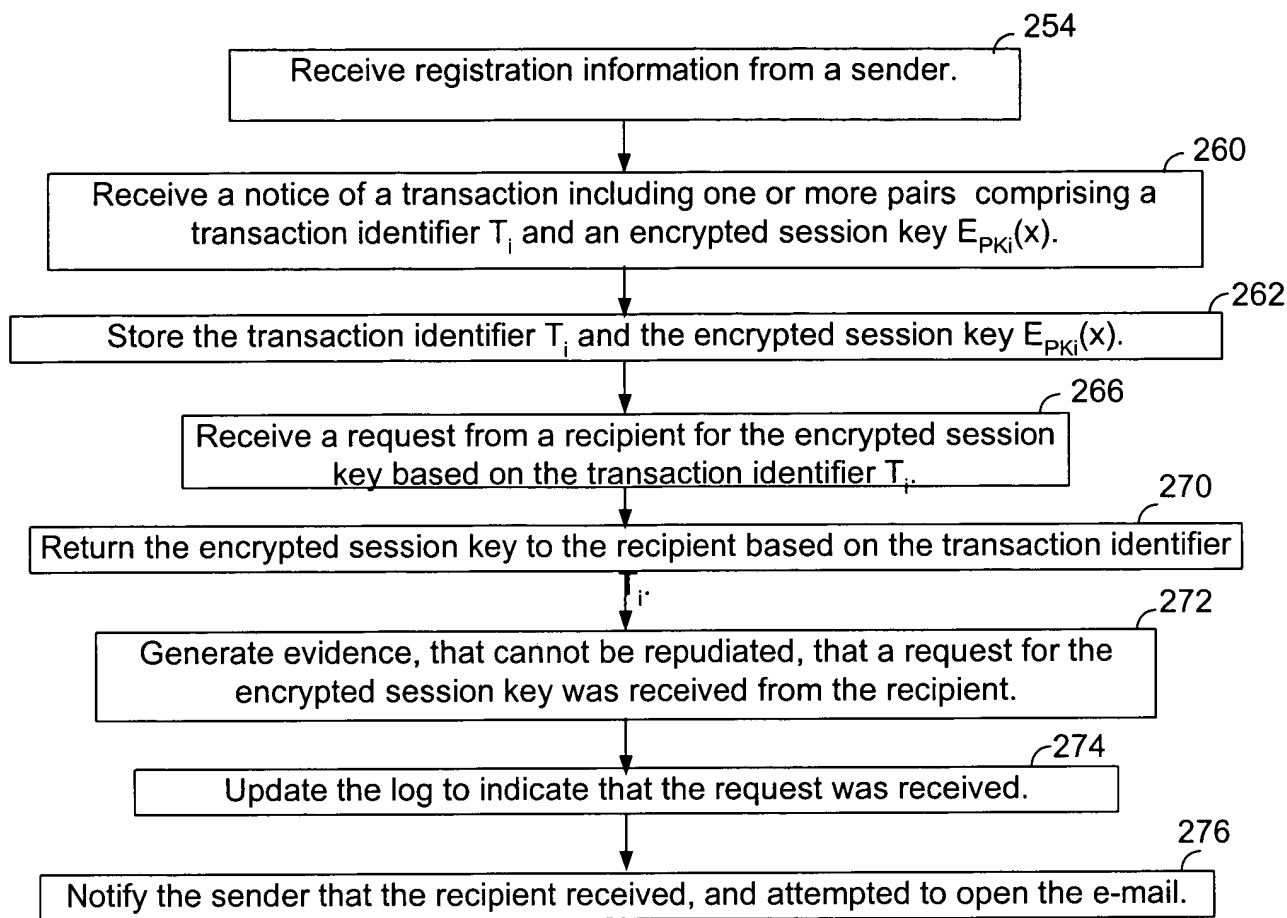 254
Receive registration information from a sender.
260
Receive a notice of a transaction including one or more pairs comprising a
transaction identifier Tᵢ and an encrypted session key E_PKi(x).
262
Store the transaction identifier Tᵢ and the encrypted session key E_PKi(x).
266
Receive a request from a recipient for the encrypted session
key based on the transaction identifier Tᵢ.
270
Return the encrypted session key to the recipient based on the transaction identifier
Tᵢ.
272
Generate evidence, that cannot be repudiated, that a request for the
encrypted session key was received from the recipient.
274
Update the log to indicate that the request was received.
276
Notify the sender that the recipient received, and attempted to open the e-mail.